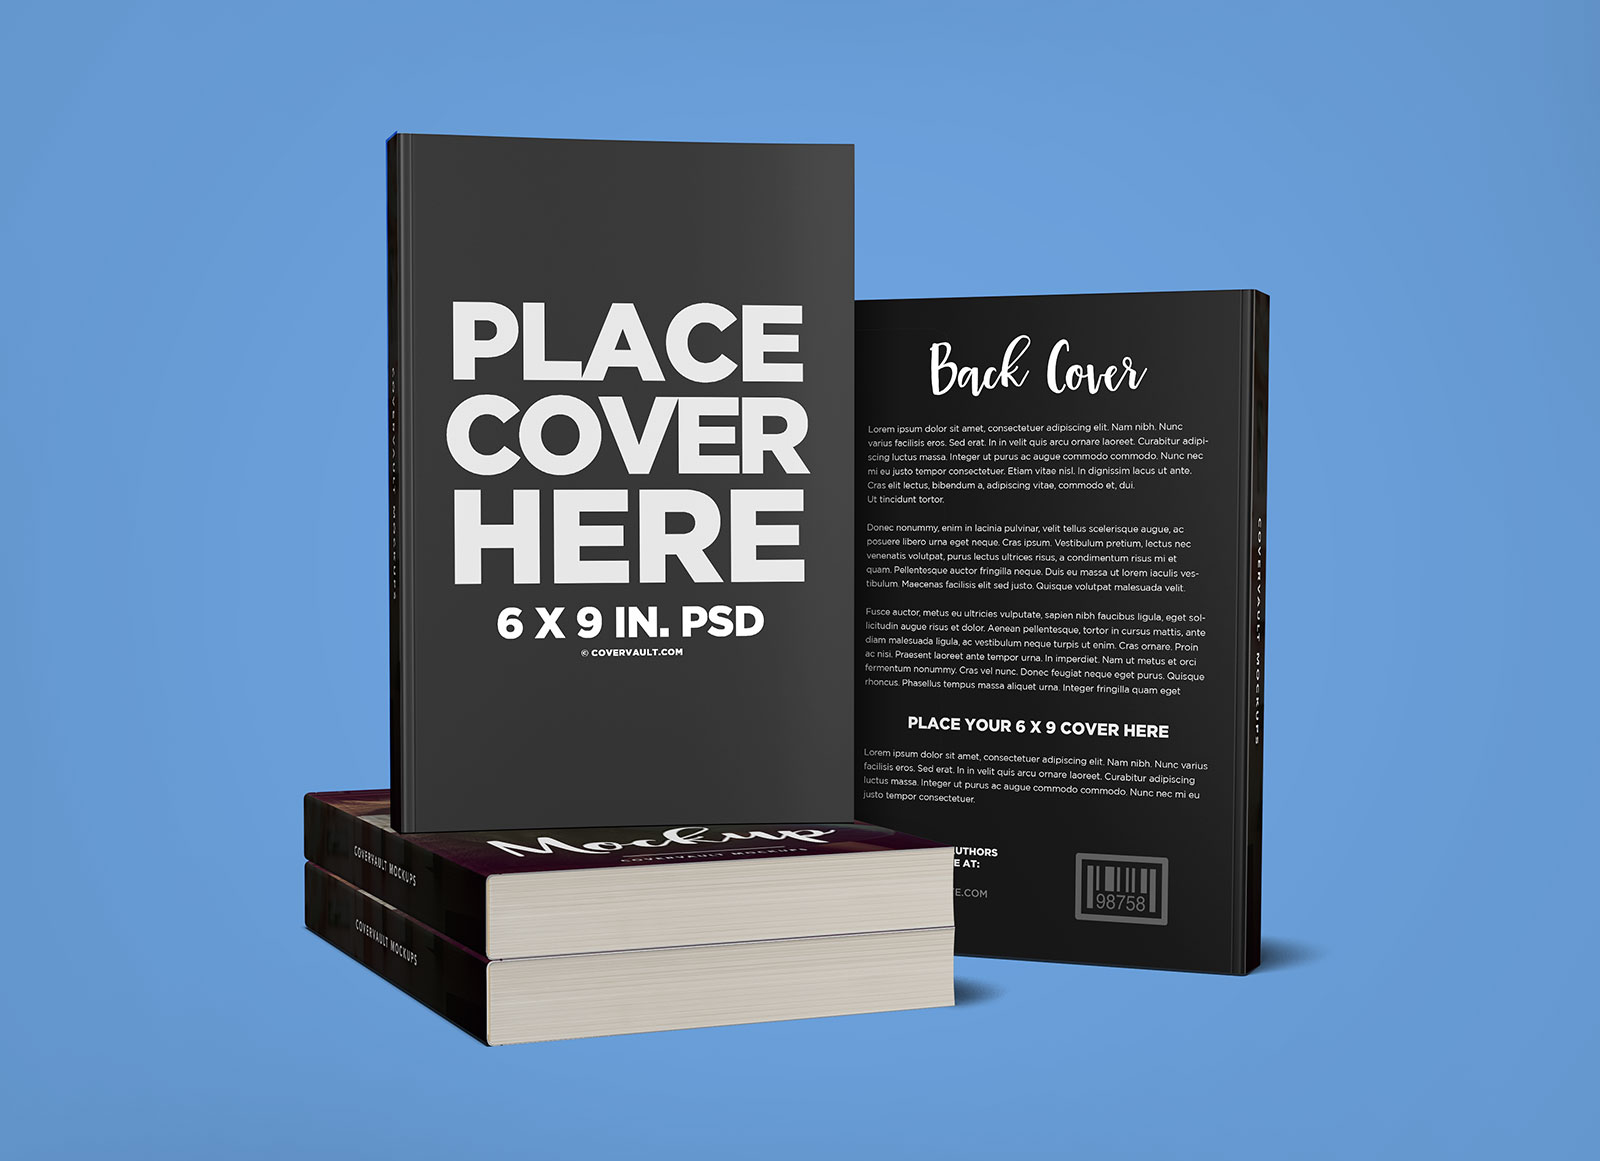 PLACE
COVER
HERE
6 X 9 IN. PSD
© COVERVAULT.COM
COVERVAULT MOCKUPS
Back Cover
Lorem ipsum dolor sit amet, consectetuer adipiscing elit. Nam nibh. Nunc
varius facilisis eros. Sed erat. In in velit quis arcu ornare laoreet. Curabitur adipi-
scing luctus massa. Integer ut purus ac augue commodo commodo. Nunc nec
mi eu justo tempor consectetuer. Etiam vitae nisl. In dignissim lacus ut ante.
Cras elit lectus, bibendum a, adipiscing vitae, commodo et, dui.
Ut tincidunt tortor.
Donec nonummy, enim in lacinia pulvinar, velit tellus scelerisque augue, ac
posuere libero urna eget neque. Cras ipsum. Vestibulum pretium, lectus nec
venenatis volutpat, purus lectus ultrices risus, a condimentum risus mi et
quam. Pellentesque auctor fringilla neque. Duis eu massa ut lorem iaculis ves-
tibulum. Maecenas facilisis elit sed justo. Quisque volutpat malesuada velit.
Fusce auctor, metus eu ultricies vulputate, sapien nibh faucibus ligula, eget sol-
licitudin augue risus et dolor. Aenean pellentesque, tortor in cursus mattis, ante
diam malesuada ligula, ac vestibulum neque turpis ut enim. Cras ornare. Proin
ac nisi. Praesent laoreet ante tempor urna. In imperdiet. Nam ut metus et orci
fermentum nonummy. Cras vel nunc. Donec feugiat neque eget purus. Quisque
rhoncus. Phasellus tempus massa aliquet urna. Integer fringilla quam eget
PLACE YOUR 6 X 9 COVER HERE
Lorem ipsum dolor sit amet, consectetuer adipiscing elit. Nam nibh. Nunc varius
facilisis eros. Sed erat. In in velit quis arcu ornare laoreet. Curabitur adipiscing
luctus massa. Integer ut purus ac augue commodo commodo. Nunc nec mi eu
justo tempor consectetuer.
UTHORS
E AT:
TE.COM
98758
COVERVAULT MOCKUPS
Mockup
COVERVAULT MOCKUPS
COVERVAULT MOCKUPS
COVERVAULT MOCKUPS